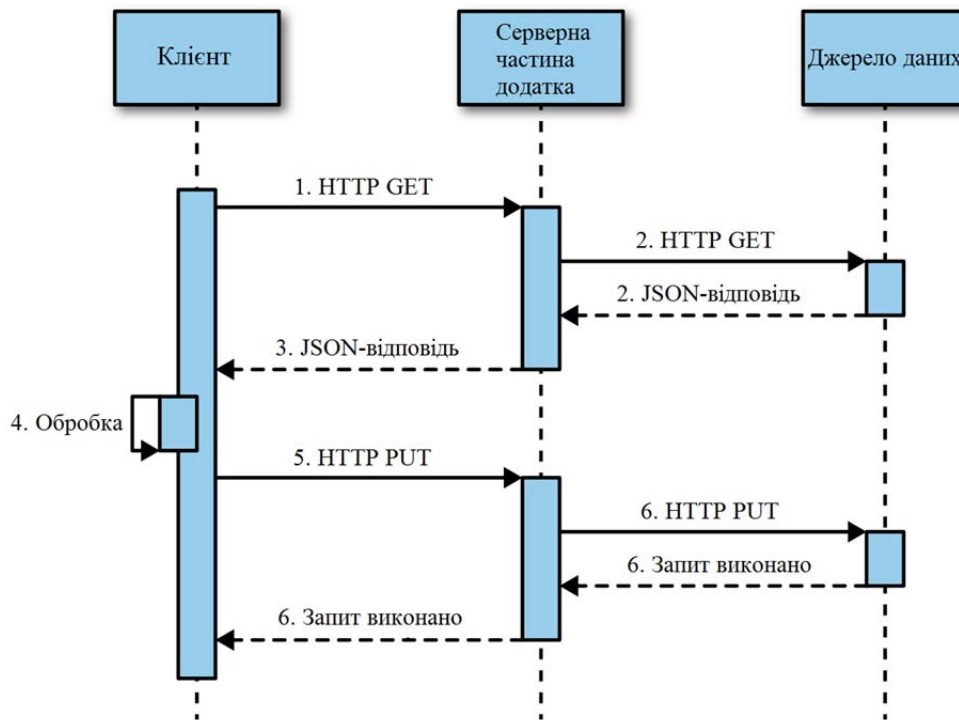 Клієнт
Серверна
частина
додатка
Джерело даних
1. HTTP GET
2. HTTP GET
2. JSON-відповідь
3. JSON-відповідь
4. Обробка
5. HTTP PUT
6. HTTP PUT
6. Запит виконано
6. Запит виконано